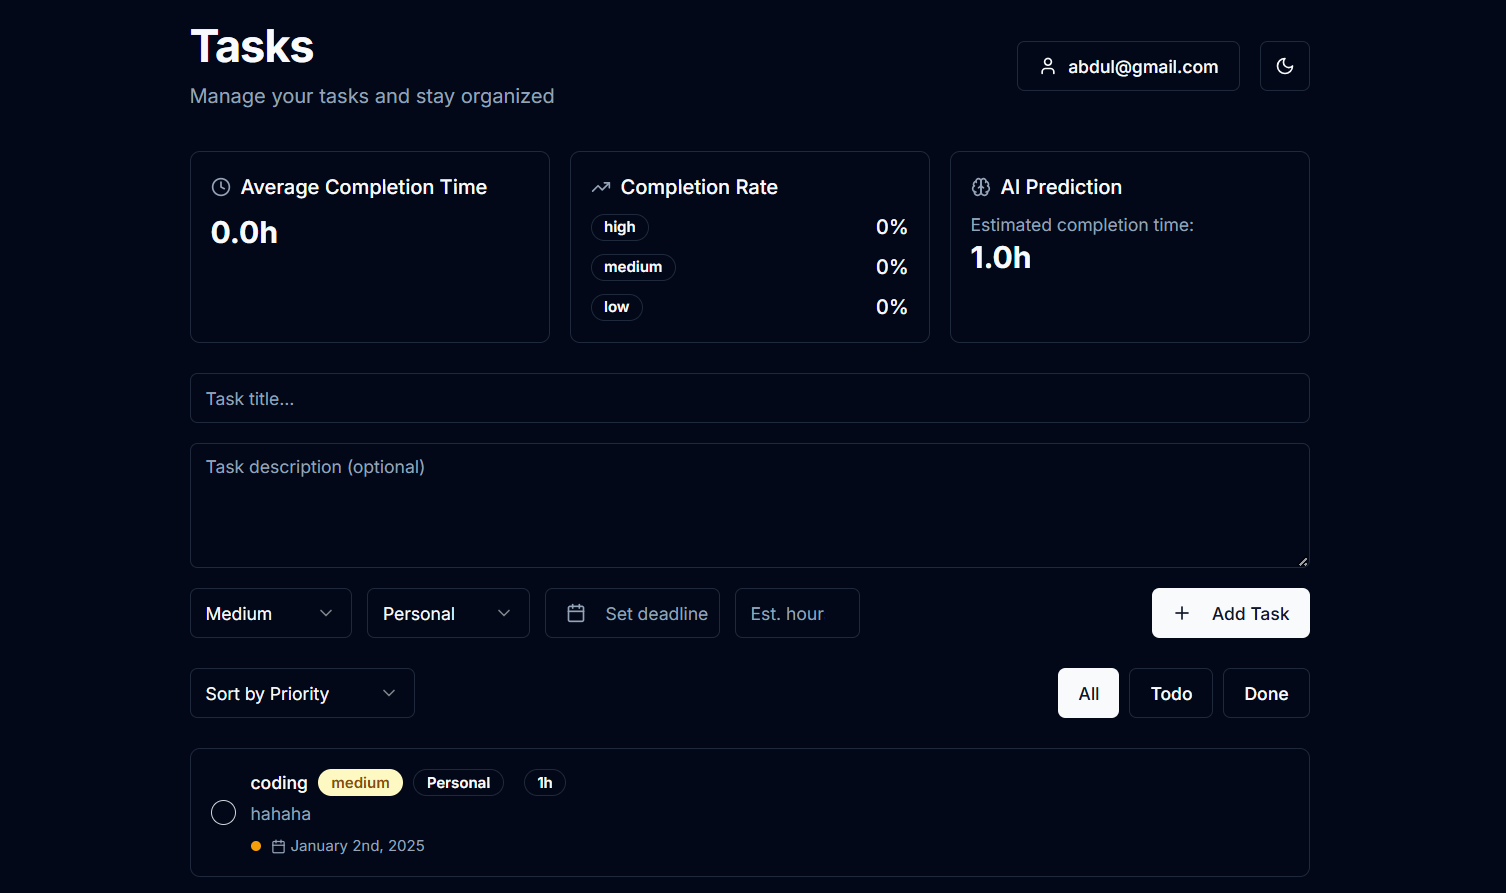 Tasks
Manage your tasks and stay organized
abdul@gmail.com
Average Completion Time
0.0h
Completion Rate
high 0%
medium 0%
low 0%
AI Prediction
Estimated completion time:
1.0h
Task title...
Task description (optional)
Medium Personal Set deadline Est. hour Add Task
Sort by Priority All Todo Done
coding medium Personal 1h
hahaha
January 2nd, 2025